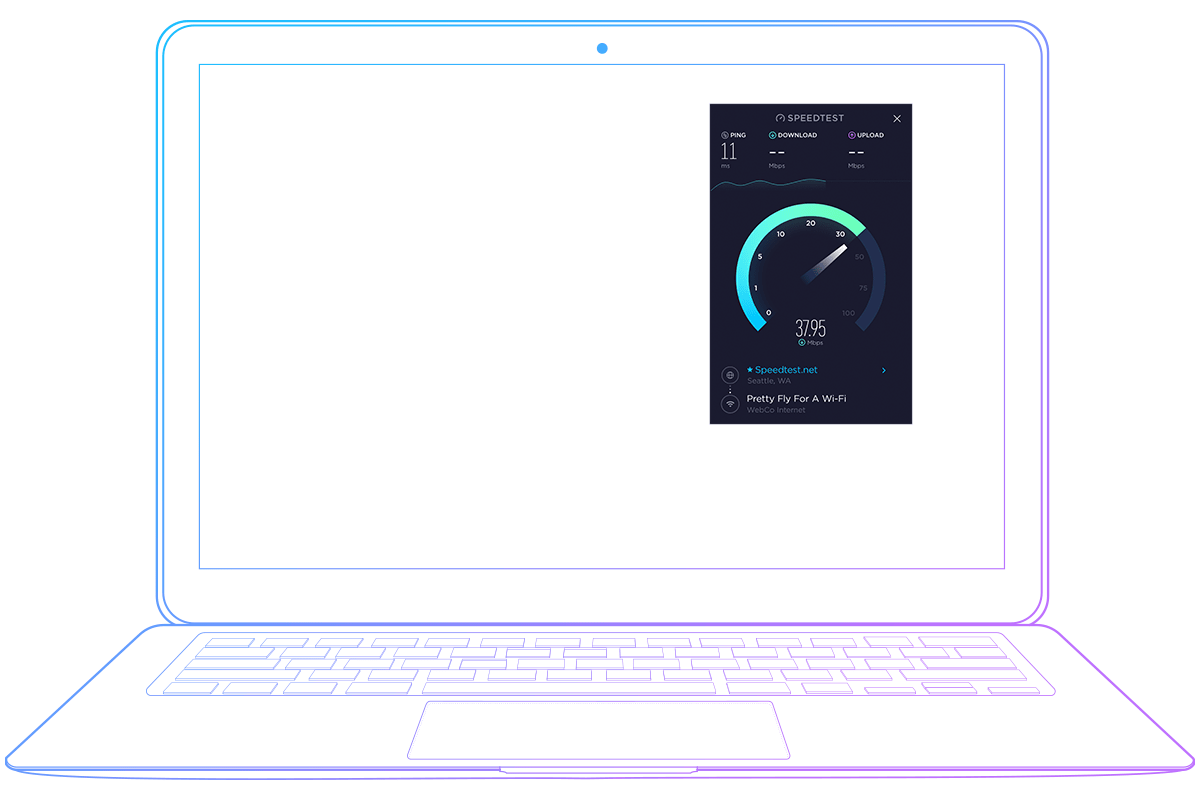 SPEEDTEST
PING DOWNLOAD UPLOAD
11 -- --
ms Mbps Mbps
20
10 30
5 50
1 75
0 100
37.95
Mbps
Speedtest.net
Seattle, WA
Pretty Fly For A Wi-Fi
WebCo Internet